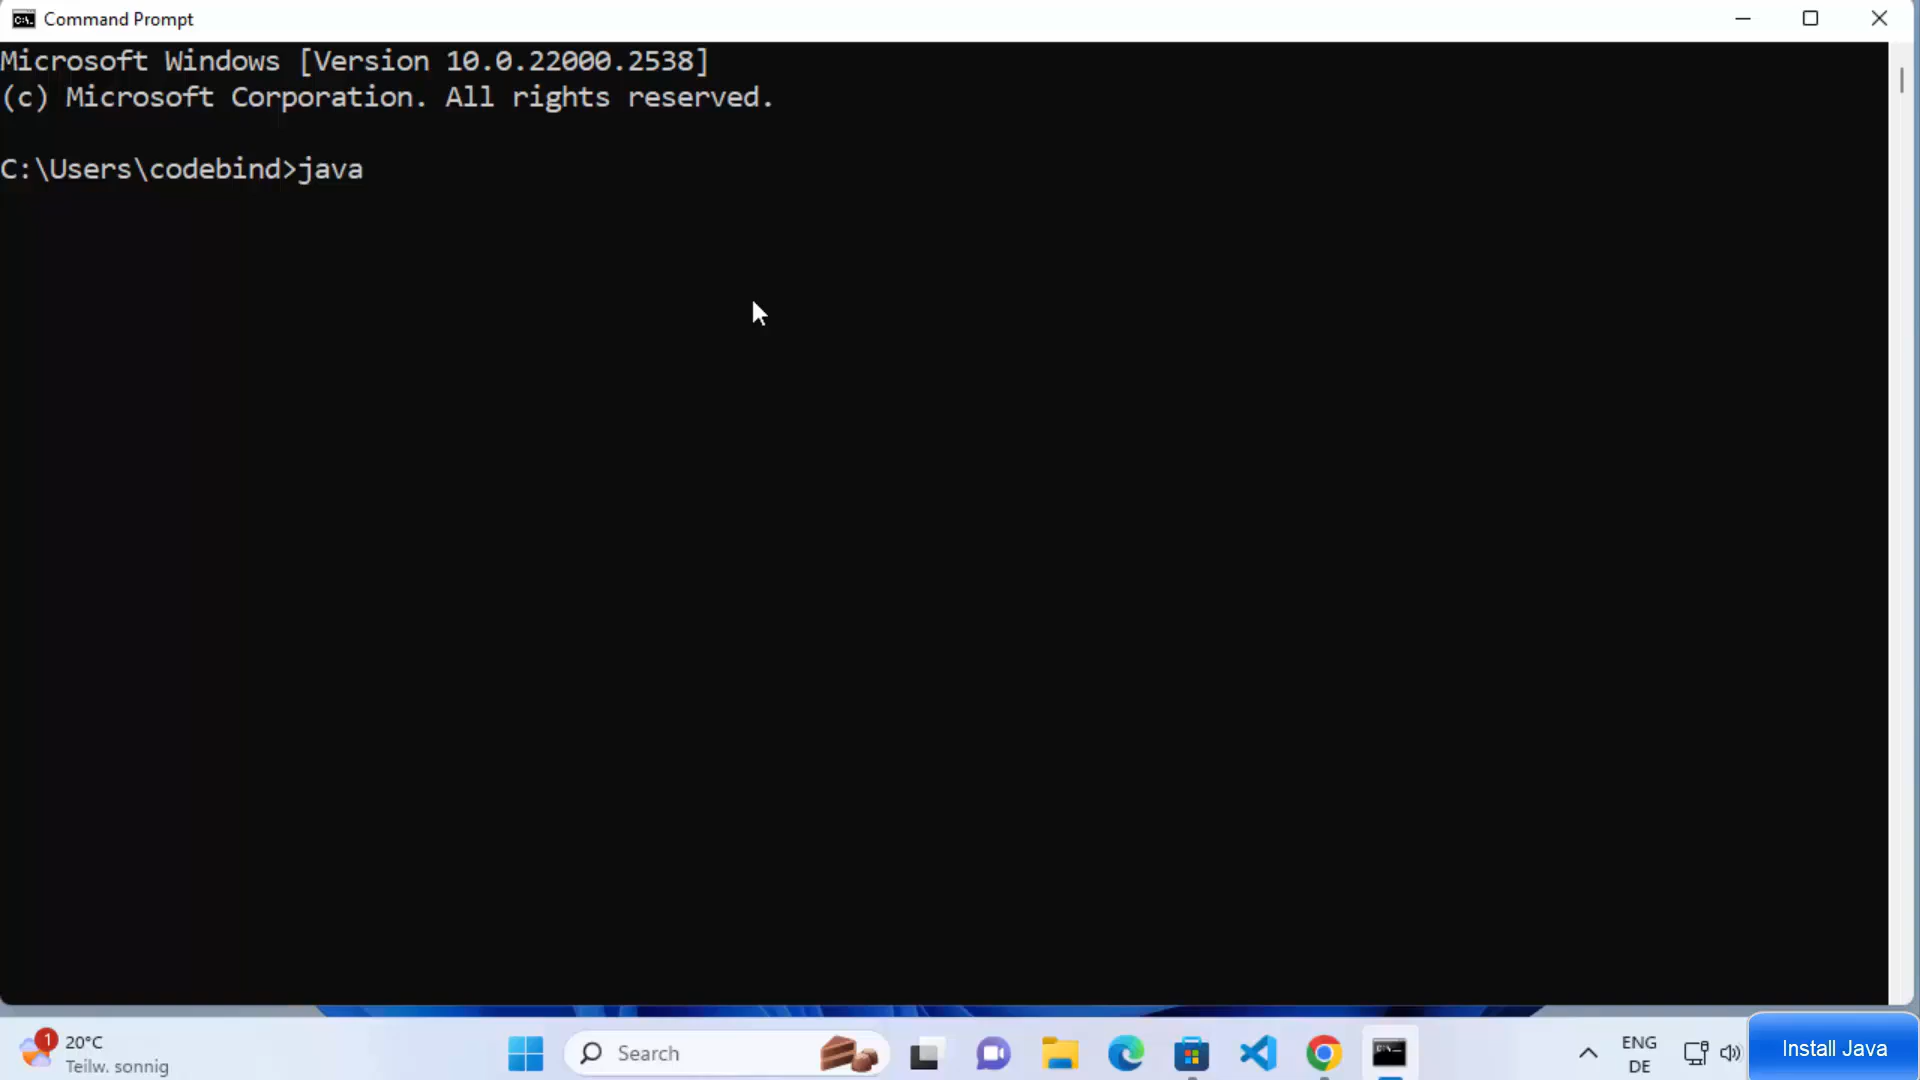 Command Prompt
Microsoft Windows [Version 10.0.22000.2538]
(c) Microsoft Corporation. All rights reserved.
C:\Users\codebind>java
1
20°C
Teilw. sonnig
Search
ENG
DE
Install Java